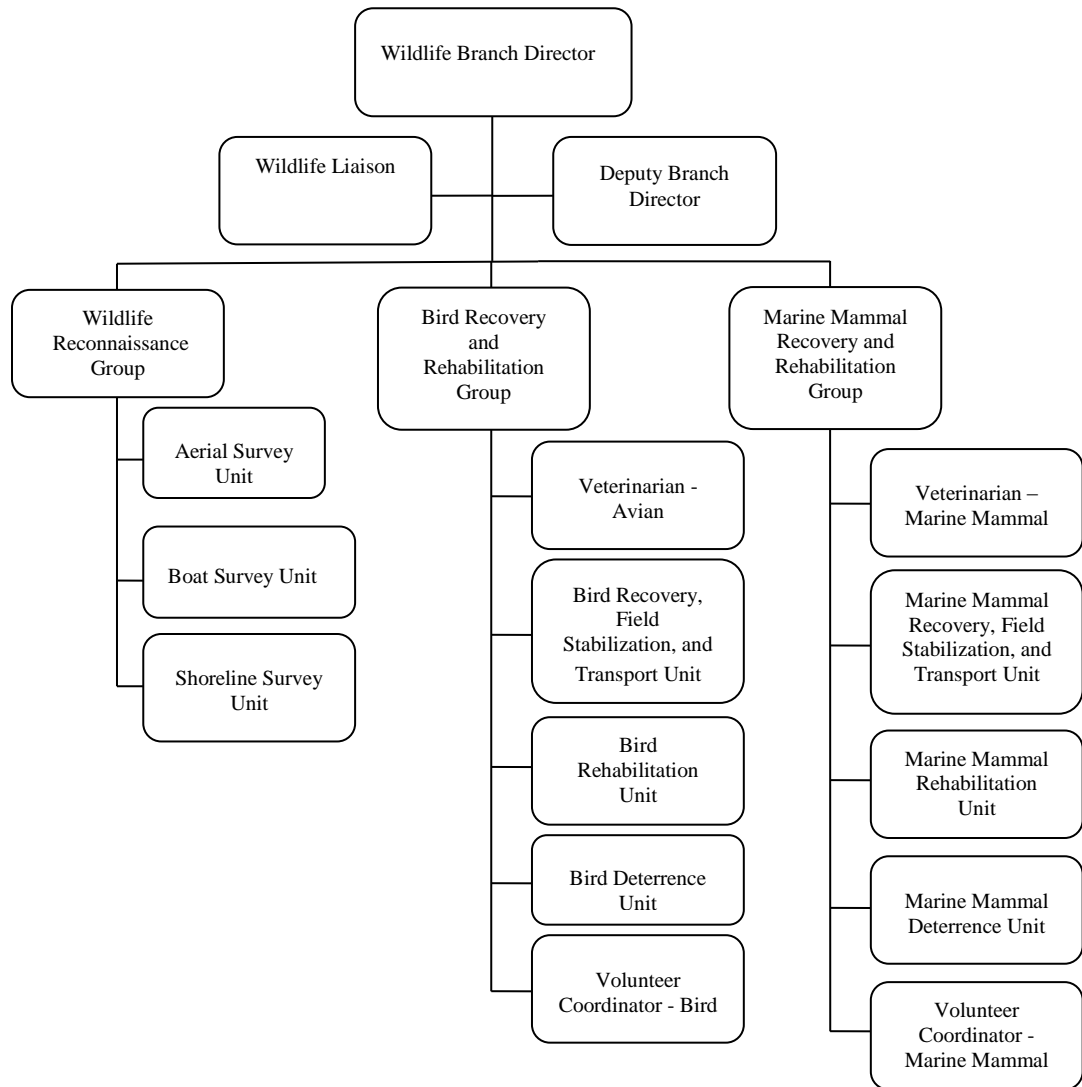 Wildlife Branch Director
Wildlife Liaison
Deputy Branch
Director
Wildlife
Reconnaissance
Group
Bird Recovery
and
Rehabilitation
Group
Marine Mammal
Recovery and
Rehabilitation
Group
Aerial Survey
Unit
Boat Survey Unit
Shoreline Survey
Unit
Veterinarian -
Avian
Bird Recovery,
Field
Stabilization, and
Transport Unit
Bird
Rehabilitation
Unit
Bird Deterrence
Unit
Volunteer
Coordinator - Bird
Veterinarian –
Marine Mammal
Marine Mammal
Recovery, Field
Stabilization, and
Transport Unit
Marine Mammal
Rehabilitation
Unit
Marine Mammal
Deterrence Unit
Volunteer
Coordinator -
Marine Mammal